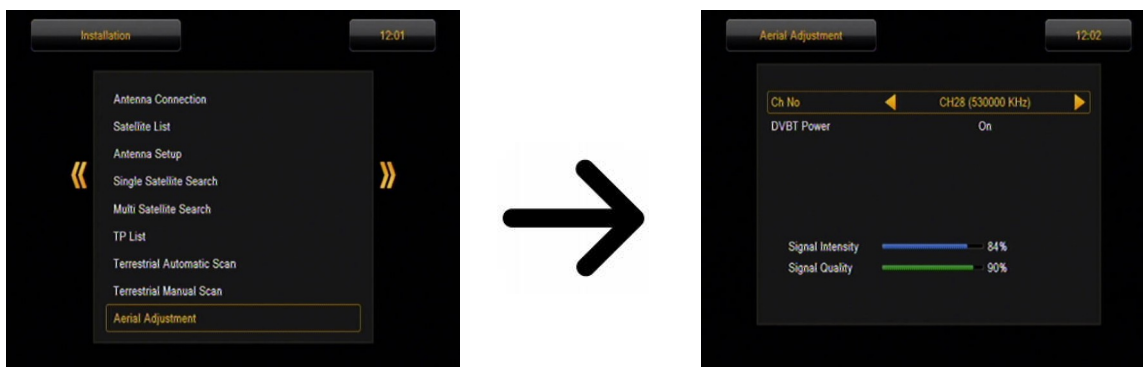 Installation
12:01
Antenna Connection
Satellite List
Antenna Setup
Single Satellite Search
Multi Satellite Search
TP List
Terrestrial Automatic Scan
Terrestrial Manual Scan
Aerial Adjustment
Aerial Adjustment
12:02
Ch No CH28 (530000 KHz)
DVBT Power On
Signal Intensity 84%
Signal Quality 90%